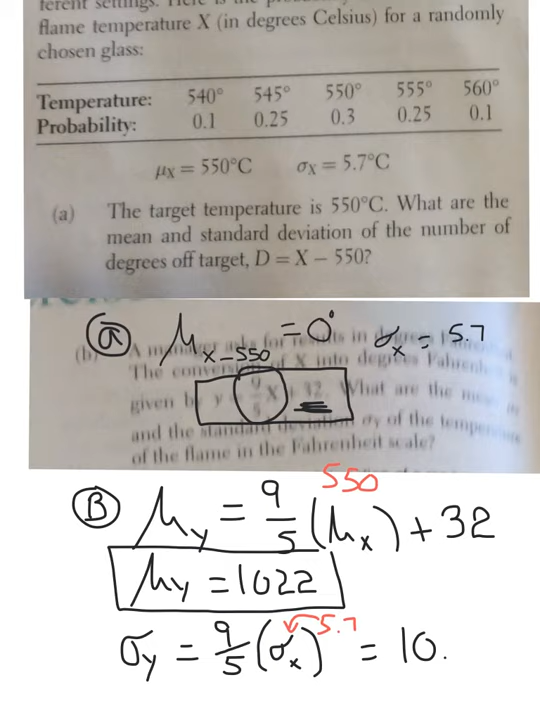 flame temperature X (in degrees Celsius) for a randomly
chosen glass:
Temperature: 540° 545° 550° 555° 560°
Probability: 0.1 0.25 0.3 0.25 0.1
μX = 550°C σX = 5.7°C
(a) The target temperature is 550°C. What are the
mean and standard deviation of the number of
degrees off target, D = X − 550?
(a) μ x-550 = 0° σx = 5.7
(b) A manager asks for results in degrees
The conversion of X into degrees Fahrenheit is
given by y = 9/5 X + 32. What are the
and the standard deviation σy of the
of the flame in the Fahrenheit scale?
550
(B) μy = 9/5 (μx) + 32
μy = 1022
5.7
σy = 9/5 (σx) = 10.